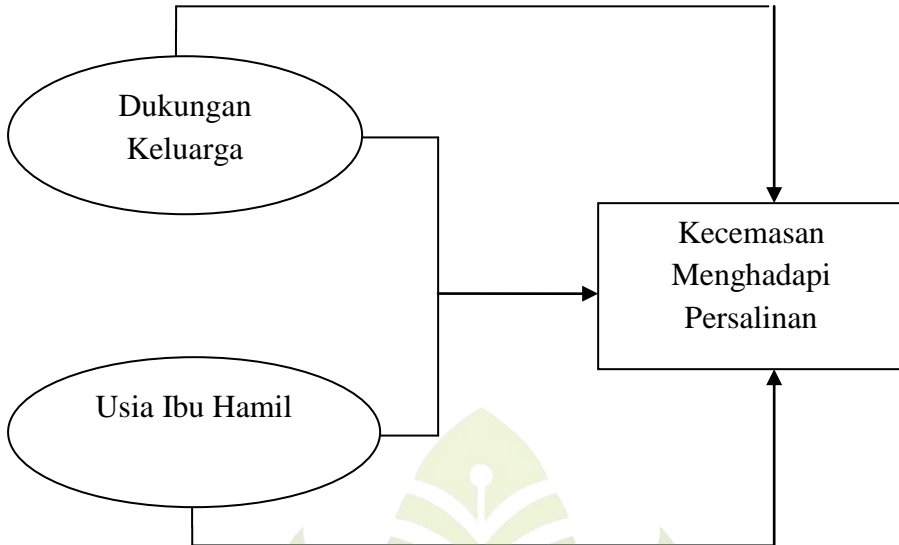 Dukungan
Keluarga
Kecemasan
Menghadapi
Persalinan
Usia Ibu Hamil